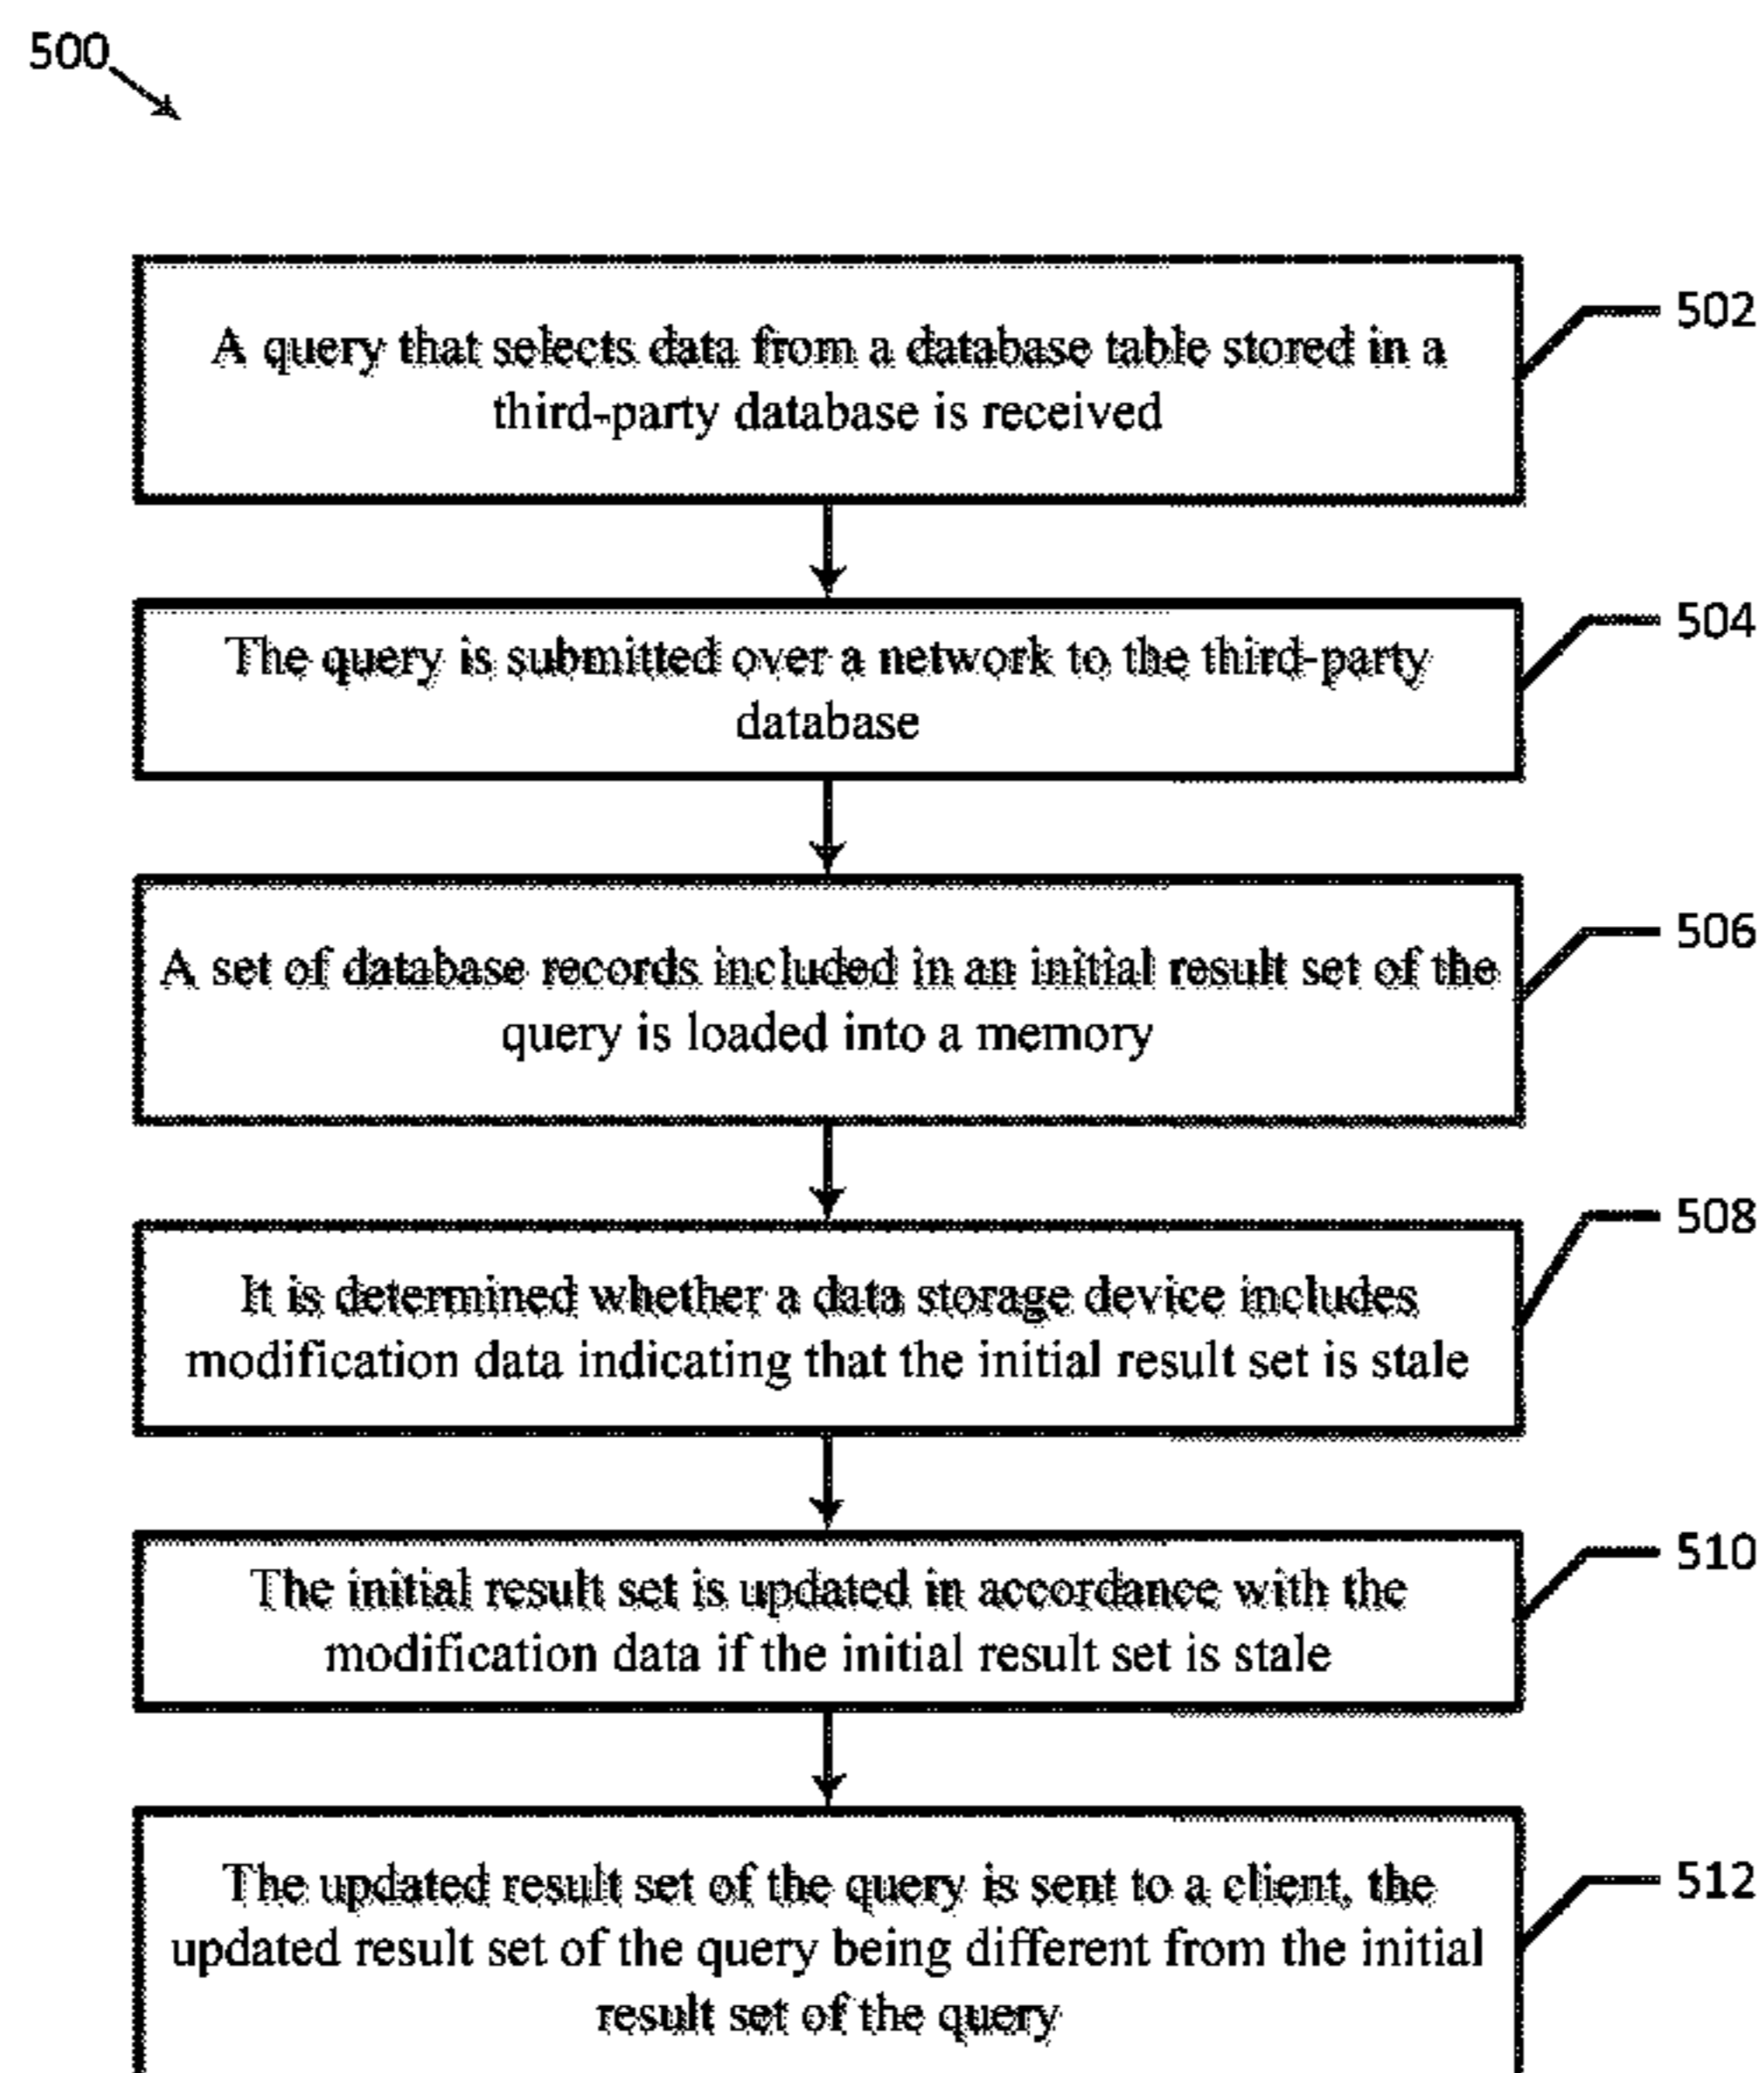 500
A query that selects data from a database table stored in a
third-party database is received
502
The query is submitted over a network to the third-party
database
504
A set of database records included in an initial result set of the
query is loaded into a memory
506
It is determined whether a data storage device includes
modification data indicating that the initial result set is stale
508
The initial result set is updated in accordance with the
modification data if the initial result set is stale
510
The updated result set of the query is sent to a client, the
updated result set of the query being different from the initial
result set of the query
512